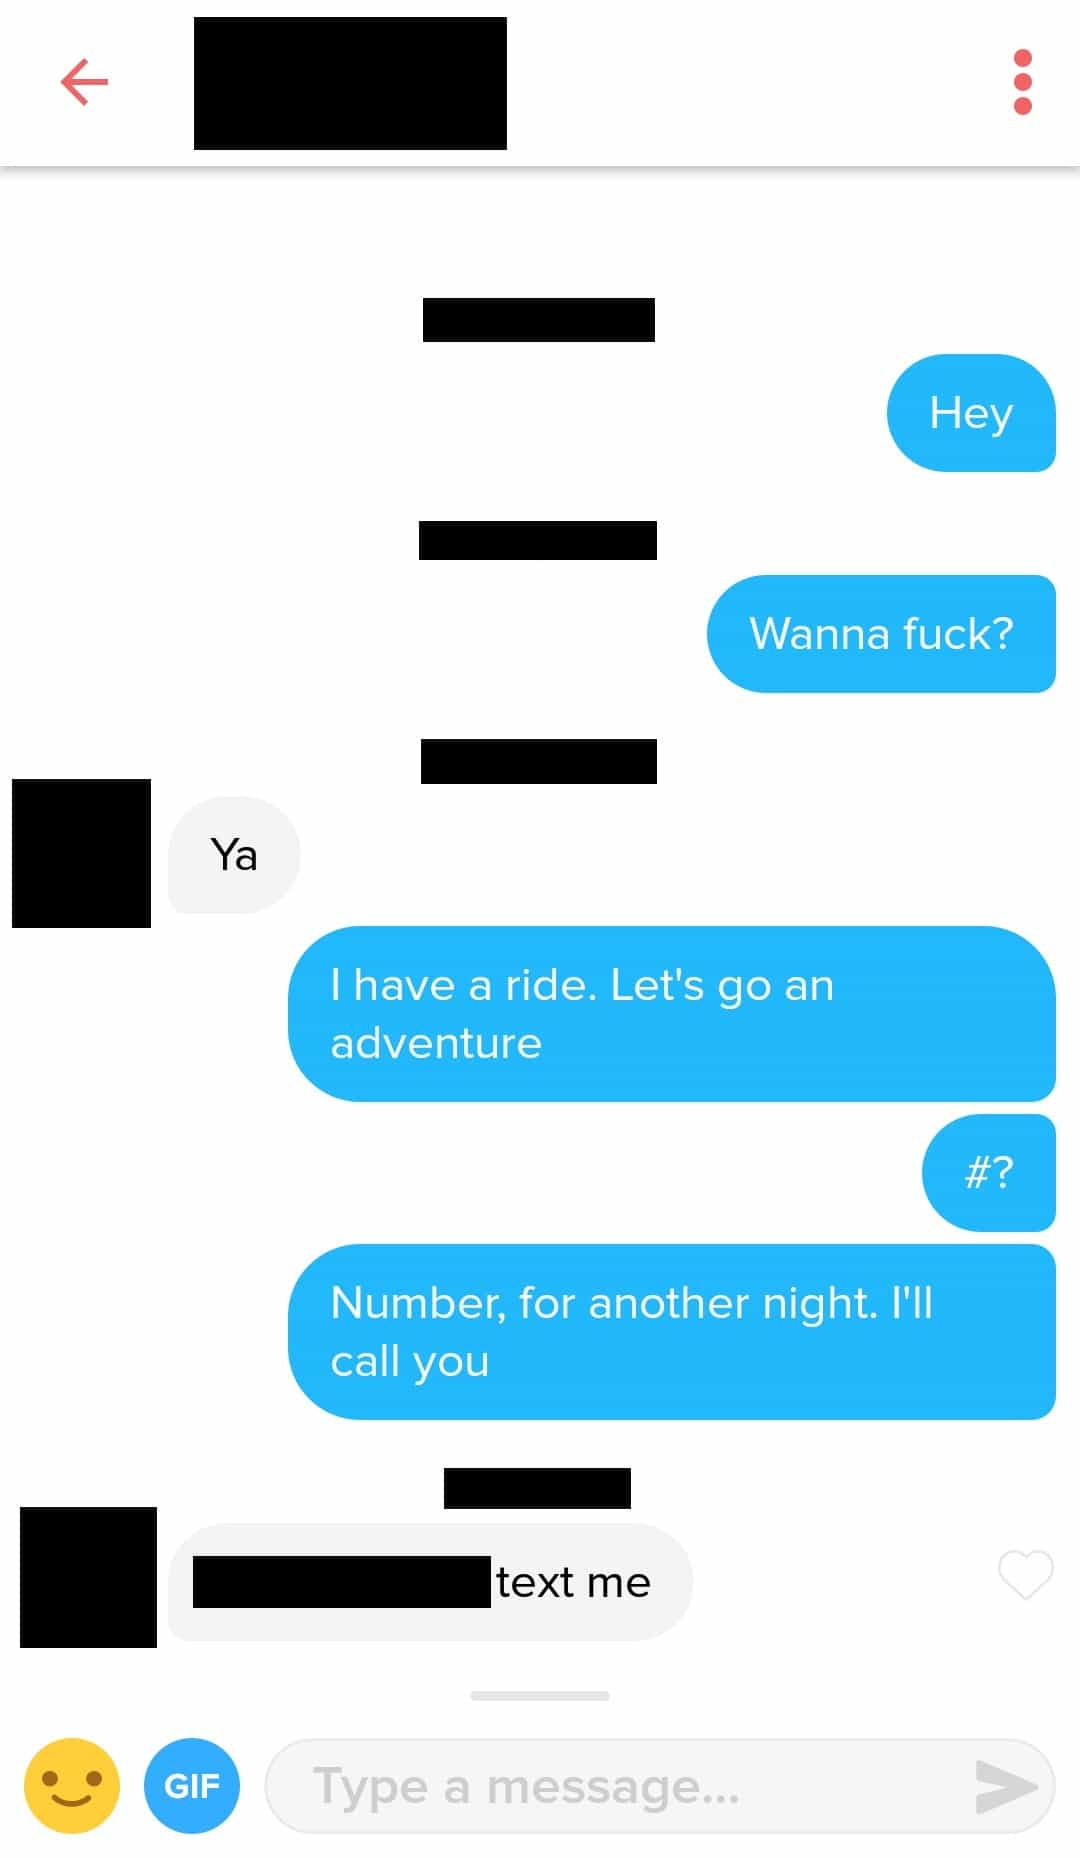 Hey
Wanna fuck?
Ya
I have a ride. Let's go an
adventure
#?
Number, for another night. I'll
call you
text me
GIF
Type a message...